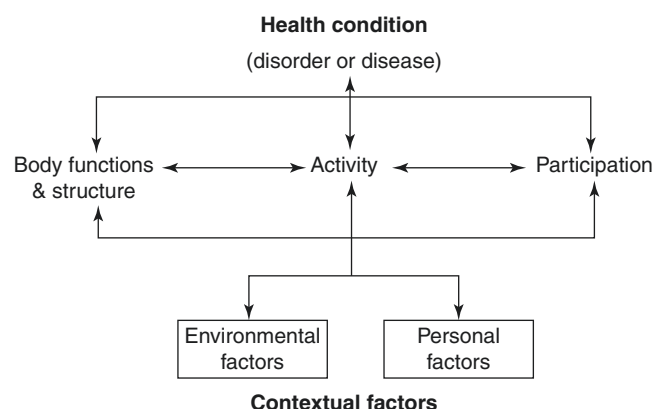 Health condition
(disorder or disease)
Body functions
& structure
Activity
Participation
Environmental
factors
Personal
factors
Contextual factors